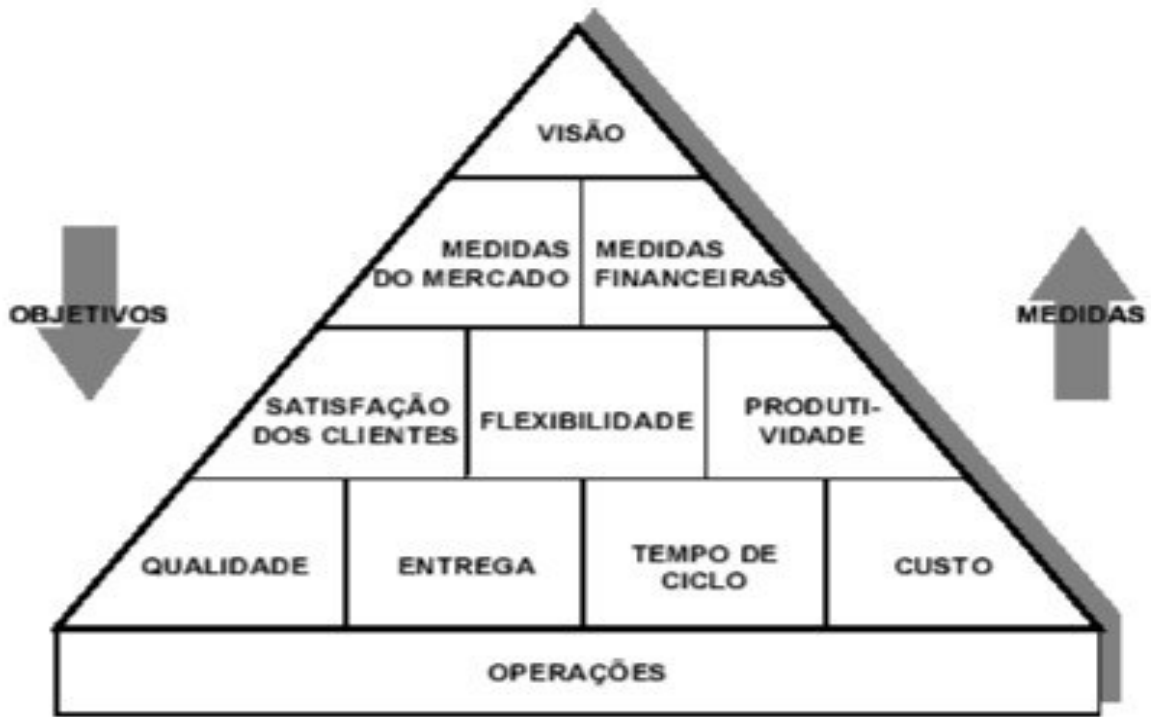 VISÃO
MEDIDAS
DO MERCADO
MEDIDAS
FINANCEIRAS
OBJETIVOS
MEDIDAS
SATISFAÇÃO
DOS CLIENTES
FLEXIBILIDADE
PRODUTI-
VIDADE
QUALIDADE
ENTREGA
TEMPO DE
CICLO
CUSTO
OPERAÇÕES